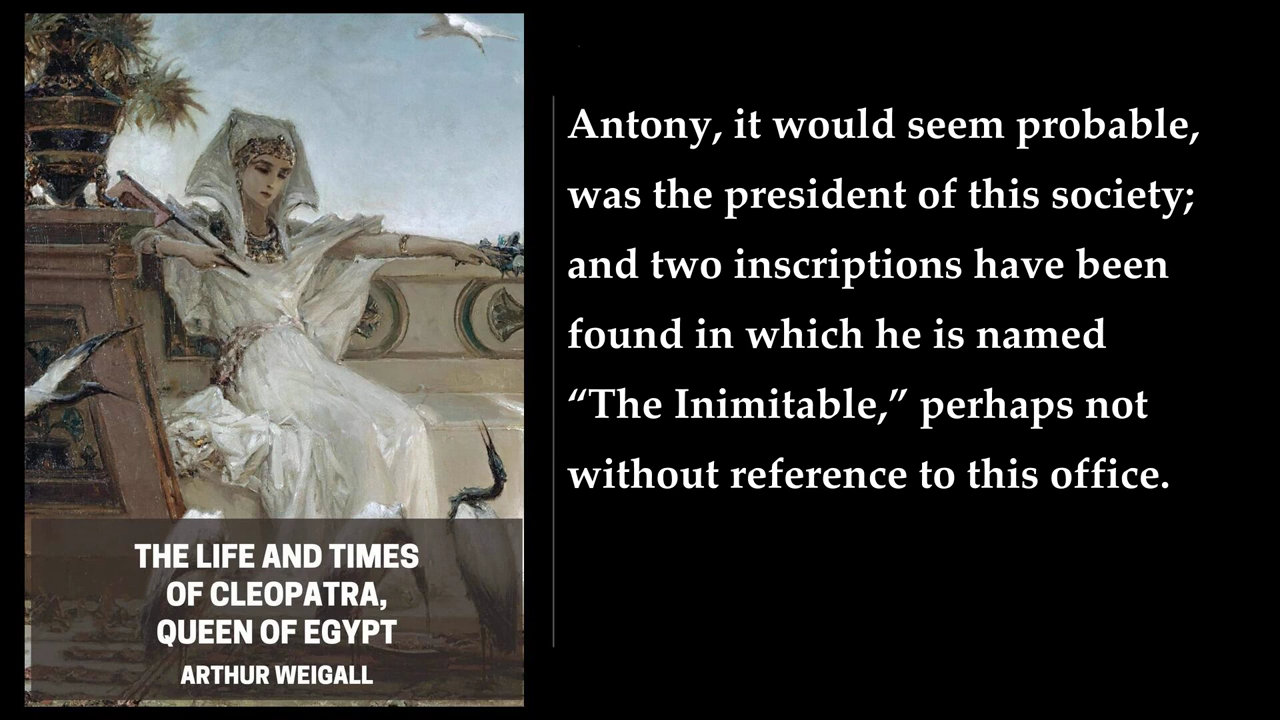 THE LIFE AND TIMES
OF CLEOPATRA,
QUEEN OF EGYPT
ARTHUR WEIGALL
Antony, it would seem probable,
was the president of this society;
and two inscriptions have been
found in which he is named
“The Inimitable,” perhaps not
without reference to this office.